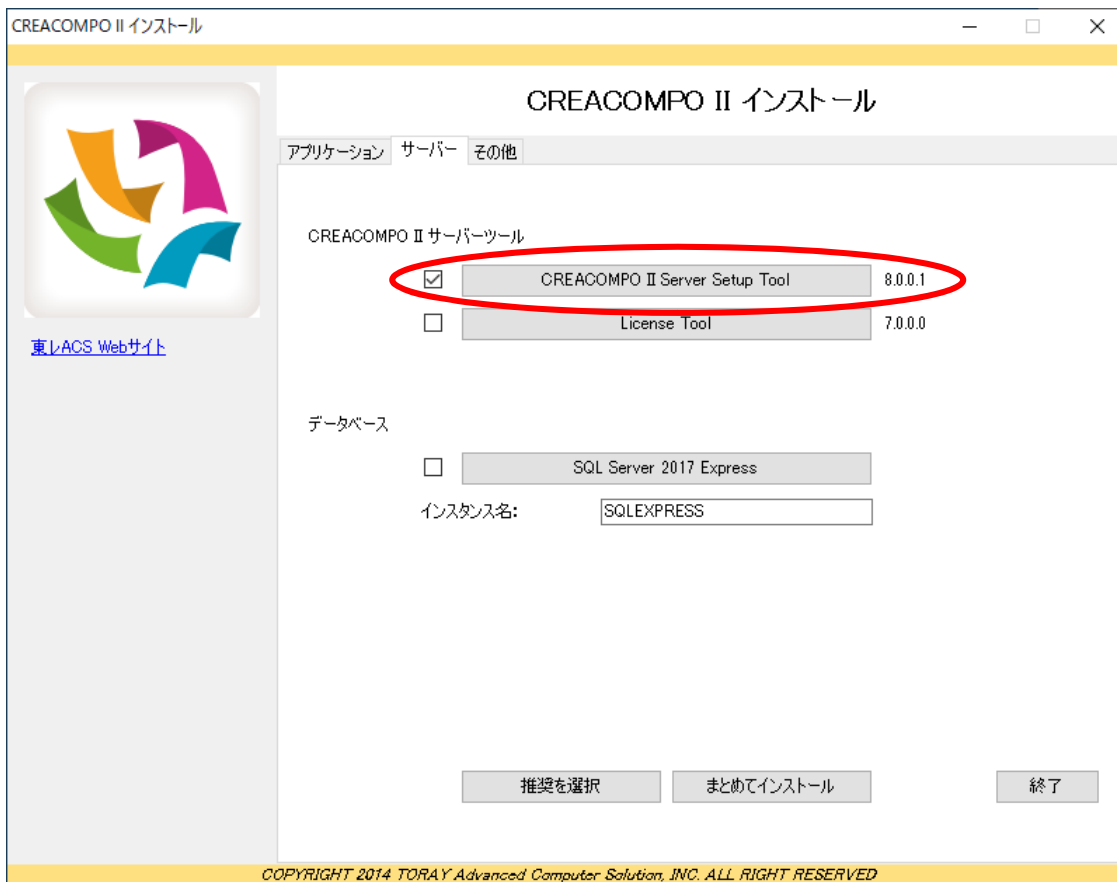 CREACOMPO II インストール
CREACOMPO II インストール
アプリケーション サーバー その他
CREACOMPO II サーバーツール
CREACOMPO II Server Setup Tool 8.0.0.1
License Tool 7.0.0.0
東レACS Webサイト
データベース
SQL Server 2017 Express
インスタンス名: SQLEXPRESS
推奨を選択 まとめてインストール 終了
COPYRIGHT 2014 TORAY Advanced Computer Solution, INC. ALL RIGHT RESERVED